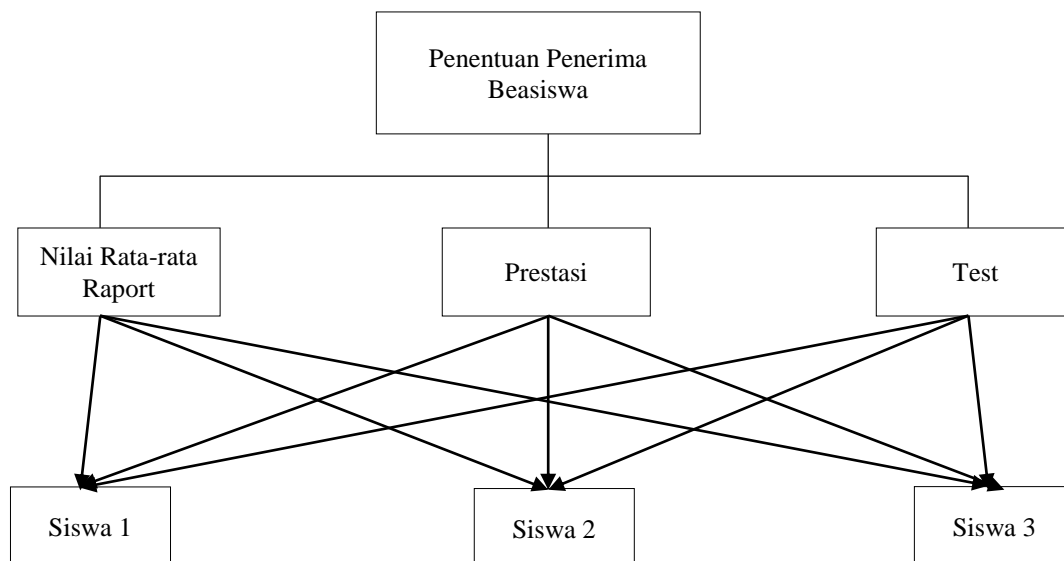 Penentuan Penerima
Beasiswa
Nilai Rata-rata
Raport
Prestasi
Test
Siswa 1
Siswa 2
Siswa 3